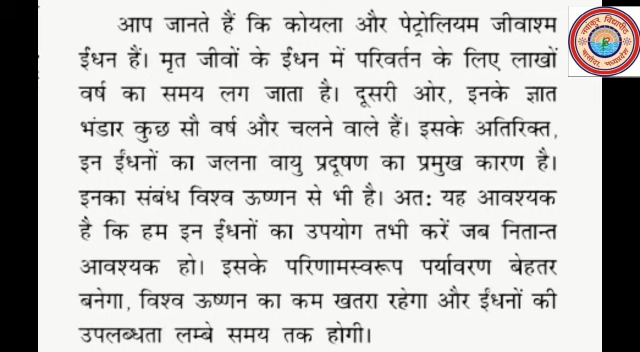 आप जानते हैं कि कोयला और पेट्रोलियम जीवाश्म
ईंधन हैं। मृत जीवों के ईंधन में परिवर्तन के लिए लाखों
वर्ष का समय लग जाता है। दूसरी ओर, इनके ज्ञात
भंडार कुछ सौ वर्ष और चलने वाले हैं। इसके अतिरिक्त,
इन ईंधनों का जलना वायु प्रदूषण का प्रमुख कारण है।
इनका संबंध विश्व ऊष्णन से भी है। अतः यह आवश्यक
है कि हम इन ईंधनों का उपयोग तभी करें जब नितान्त
आवश्यक हो। इसके परिणामस्वरूप पर्यावरण बेहतर
बनेगा, विश्व ऊष्णन का कम खतरा रहेगा और ईंधनों की
उपलब्धता लम्बे समय तक होगी।